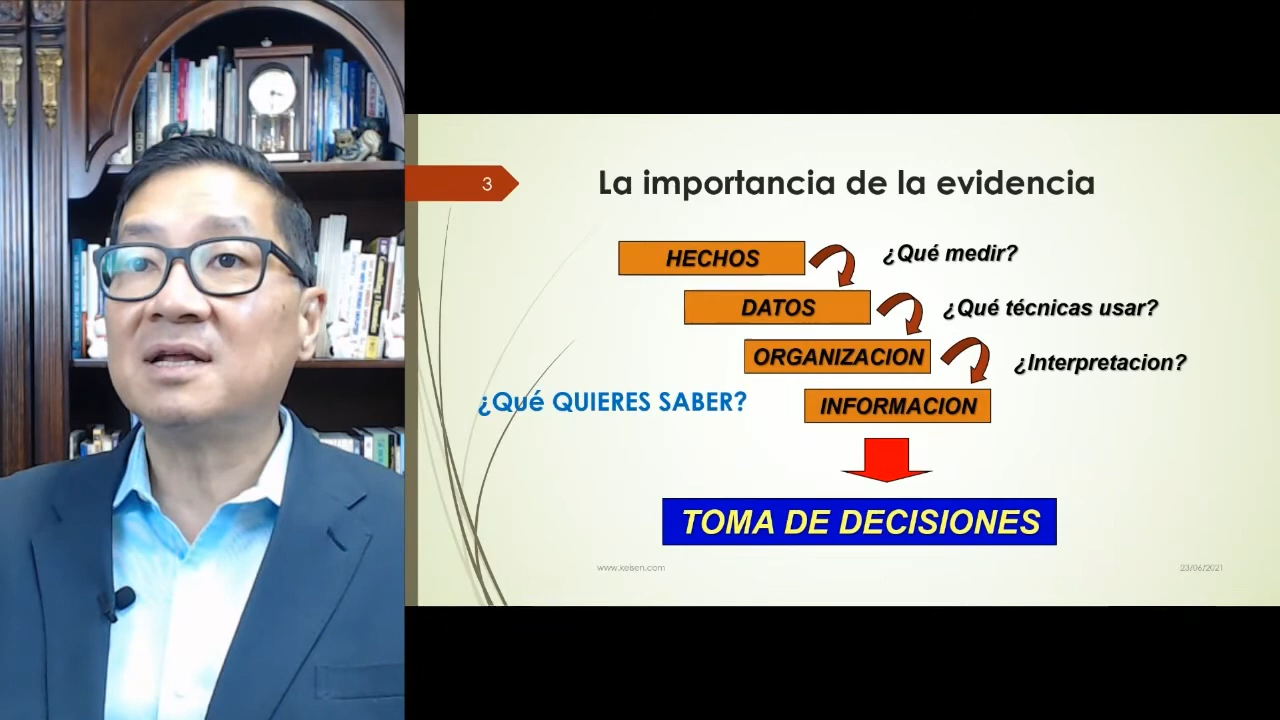 3
La importancia de la evidencia
HECHOS
¿Qué medir?
DATOS
¿Qué técnicas usar?
ORGANIZACION
¿Interpretacion?
¿Qué QUIERES SABER?
INFORMACION
TOMA DE DECISIONES
www.kelsen.com
23/06/2021